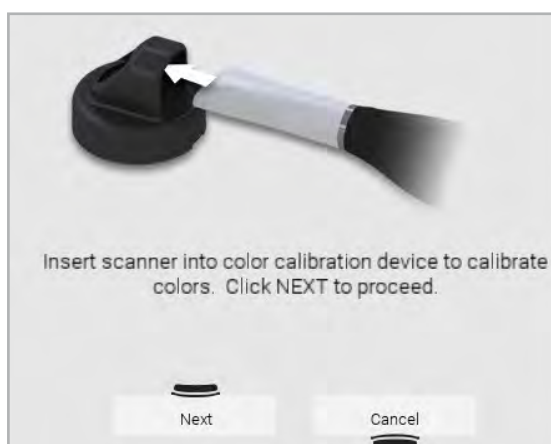 Insert scanner into color calibration device to calibrate
colors. Click NEXT to proceed.
Next
Cancel